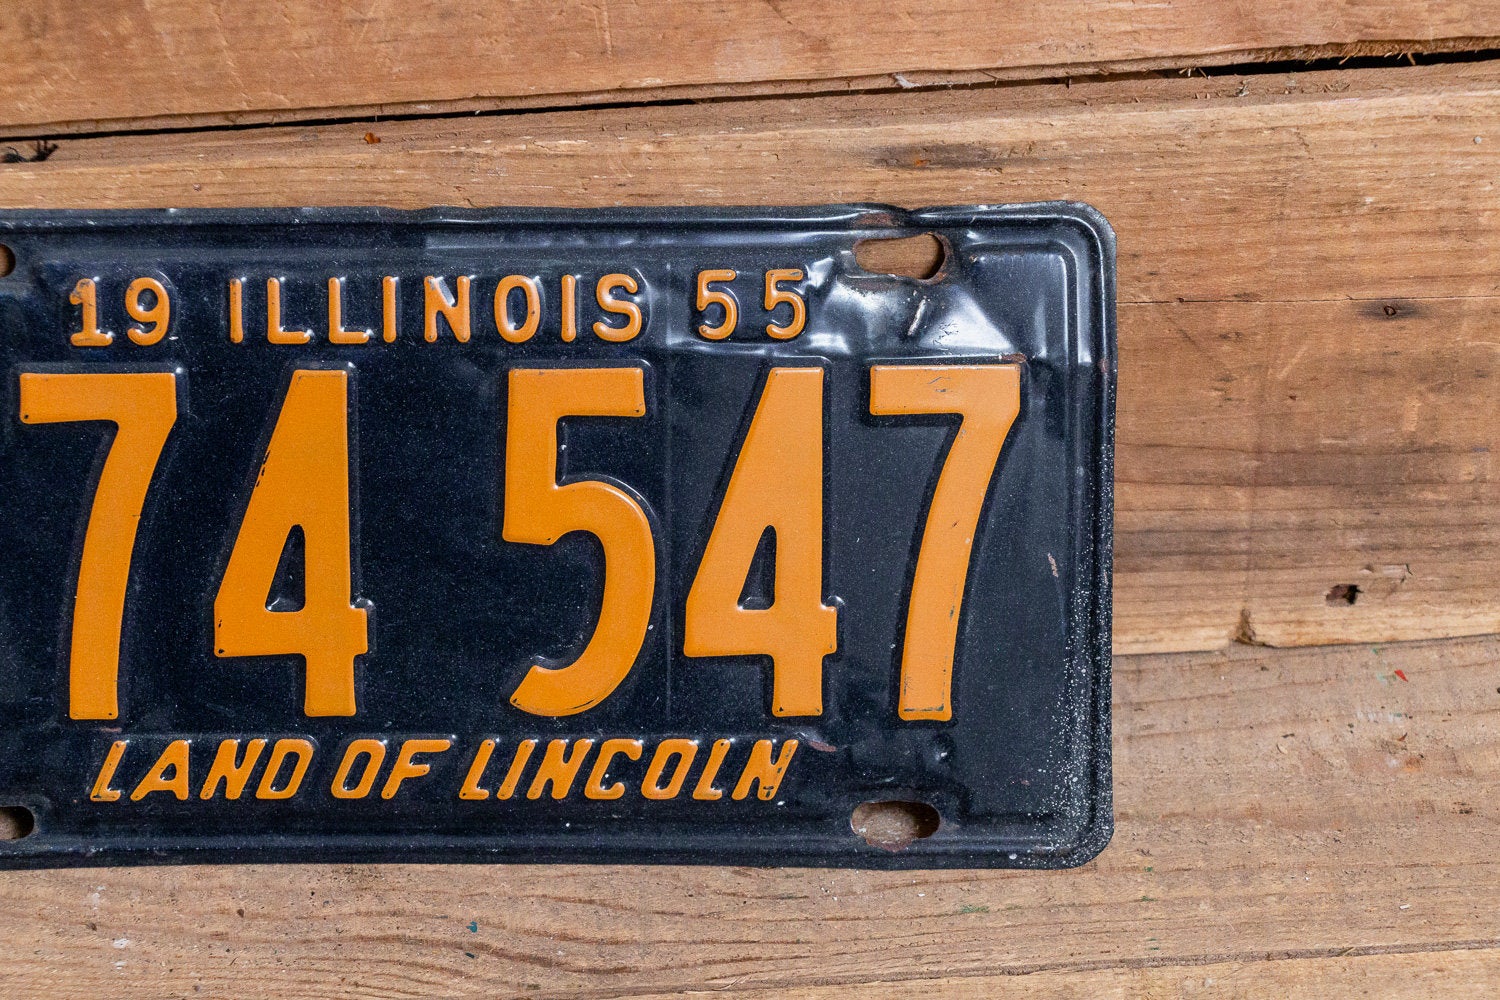 19 ILLINOIS 55
74 547
LAND OF LINCOLN